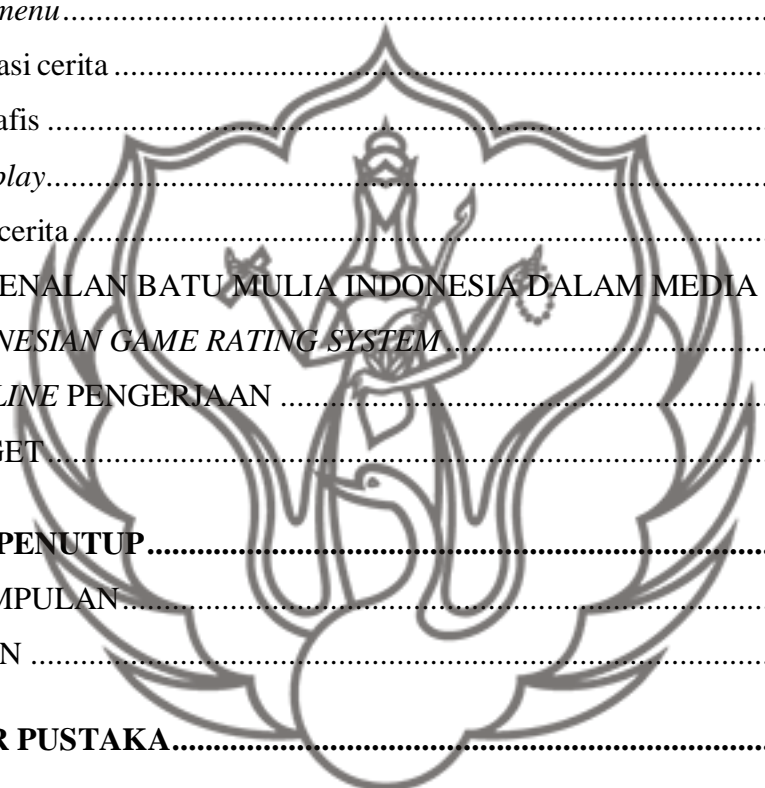 menu..........................................................................................
asi cerita ..................................................................................
afis ...........................................................................................
play............................................................................................
cerita.........................................................................................
ENALAN BATU MULIA INDONESIA DALAM MEDIA
NESIAN GAME RATING SYSTEM..........................................
LINE PENGERJAAN ...............................................................
GET............................................................................................
PENUTUP.................................................................................
MPULAN....................................................................................
N ................................................................................................
R PUSTAKA..............................................................................